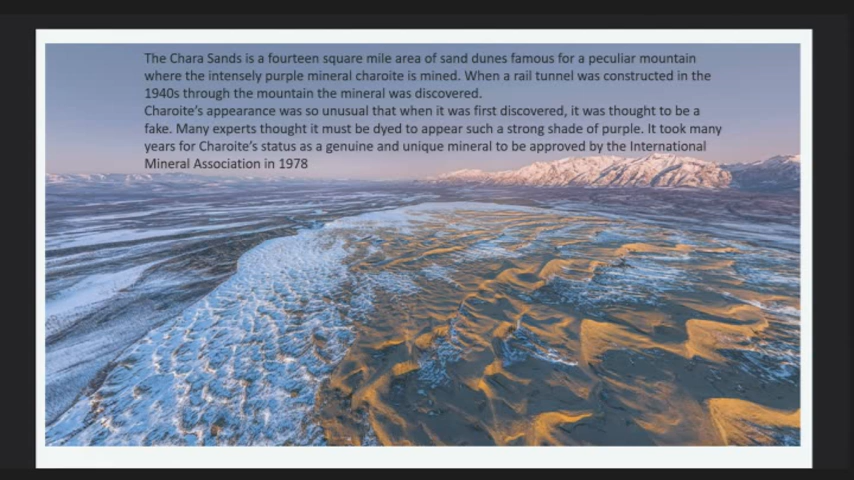 The Chara Sands is a fourteen square mile area of sand dunes famous for a peculiar mountain
where the intensely purple mineral charoite is mined. When a rail tunnel was constructed in the
1940s through the mountain the mineral was discovered.
Charoite’s appearance was so unusual that when it was first discovered, it was thought to be a
fake. Many experts thought it must be dyed to appear such a strong shade of purple. It took many
years for Charoite’s status as a genuine and unique mineral to be approved by the International
Mineral Association in 1978